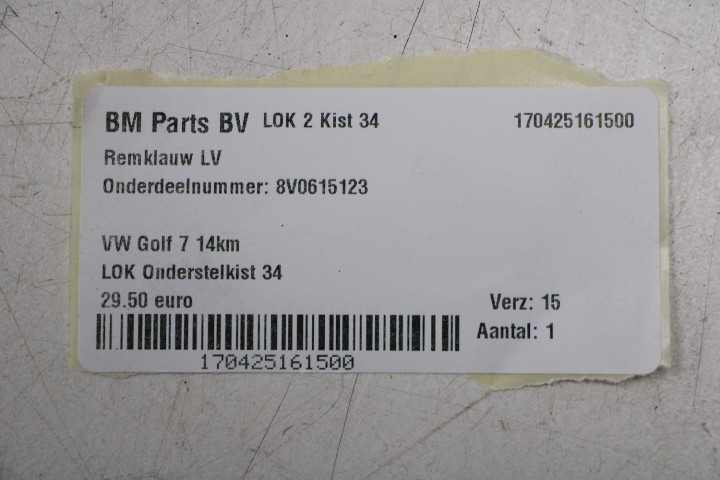 BM Parts BV LOK 2 Kist 34 170425161500
Remklauw LV
Onderdeelnummer: 8V0615123
VW Golf 7 14km
LOK Onderstelkist 34
29.50 euro Verz: 15
Aantal: 1
170425161500